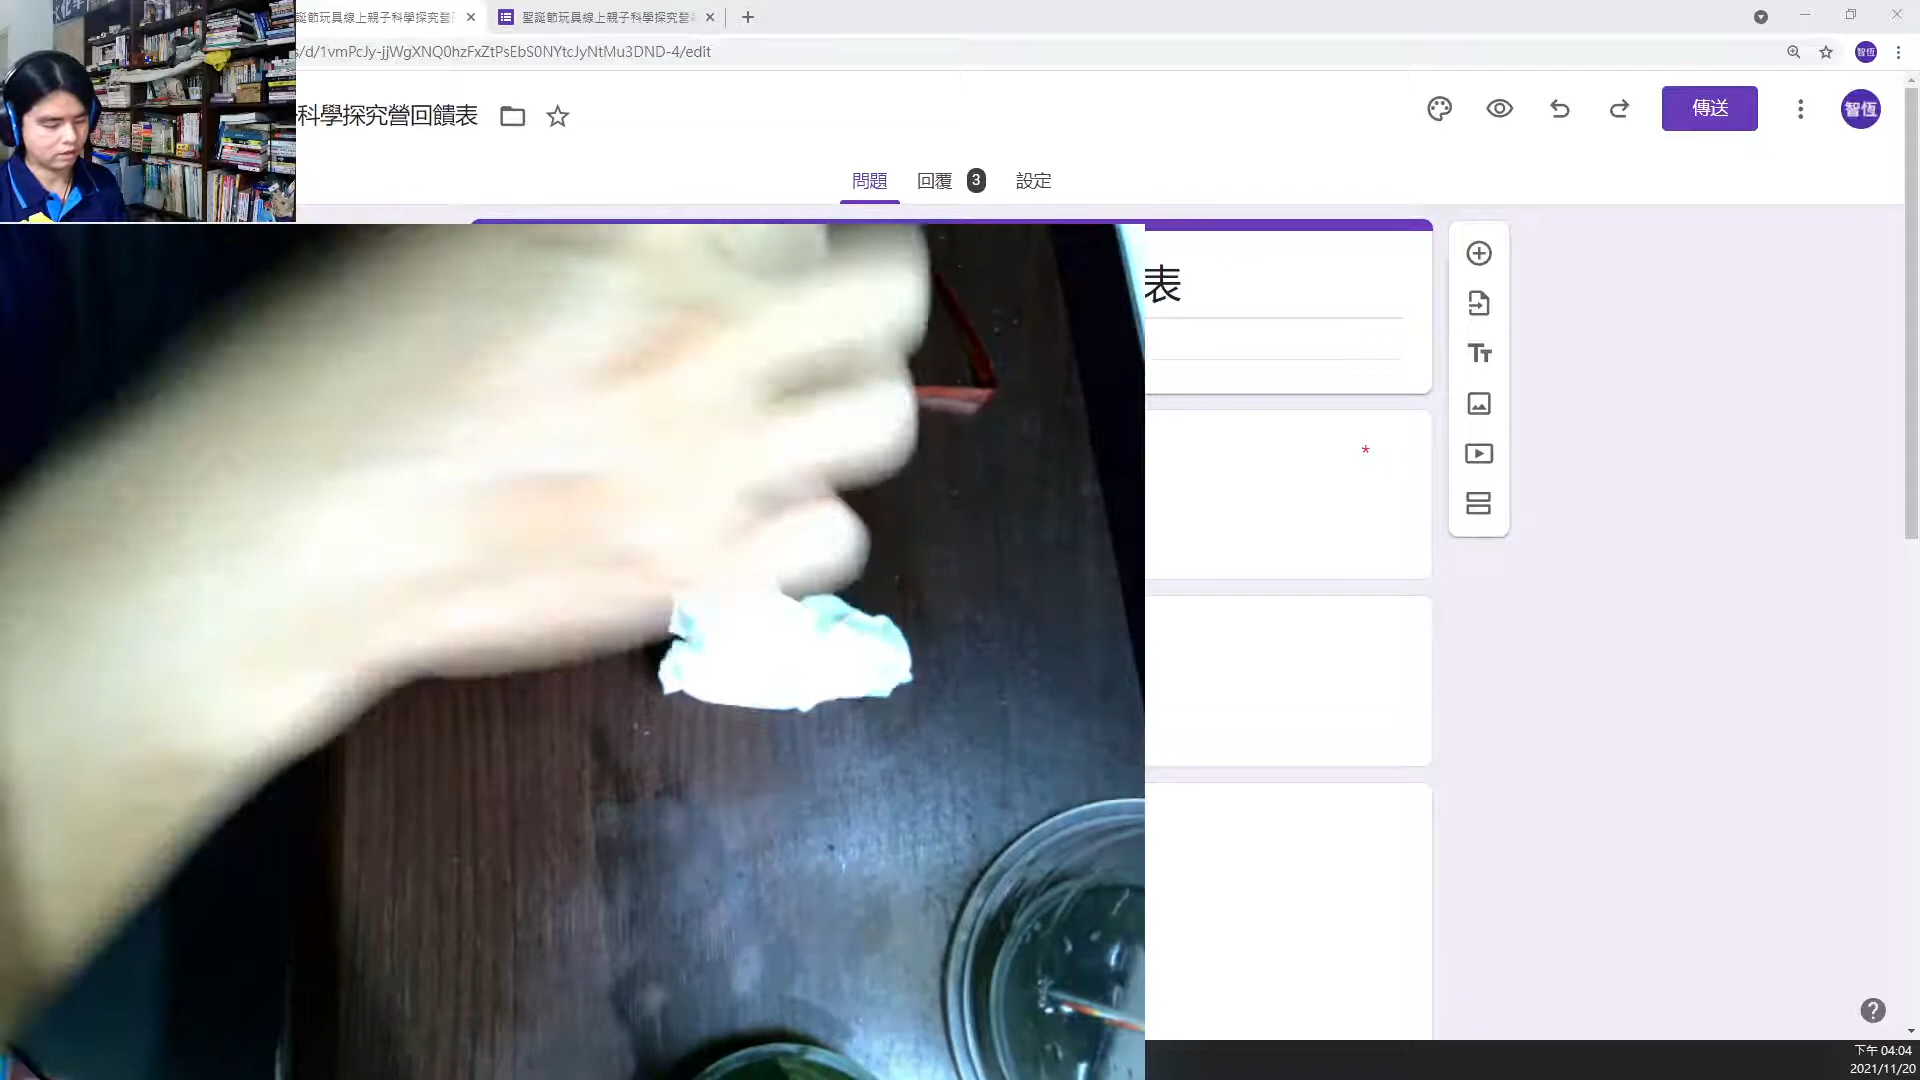 節玩具線上親子科學探究營
聖誕節玩具線上親子科學探究營
s/d/1vmPcJy-jjWgXNQ0hzFxZtPsEbS0NYtcJyNtMu3DND-4/edit
智恆
科學探究營回饋表
傳送
智恆
問題
回覆
3
設定
表
*
下午 04:04
2021/11/20